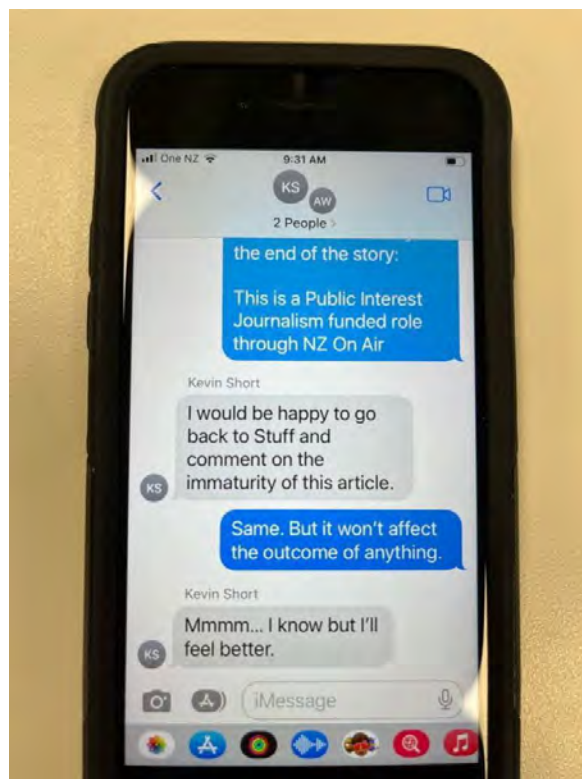 One NZ
9:31 AM
KS
AW
2 People >
the end of the story:
This is a Public Interest
Journalism funded role
through NZ On Air
Kevin Short
I would be happy to go
back to Stuff and
comment on the
immaturity of this article.
KS
Same. But it won't affect
the outcome of anything.
Kevin Short
Mmmm... I know but I'll
feel better.
KS
iMessage